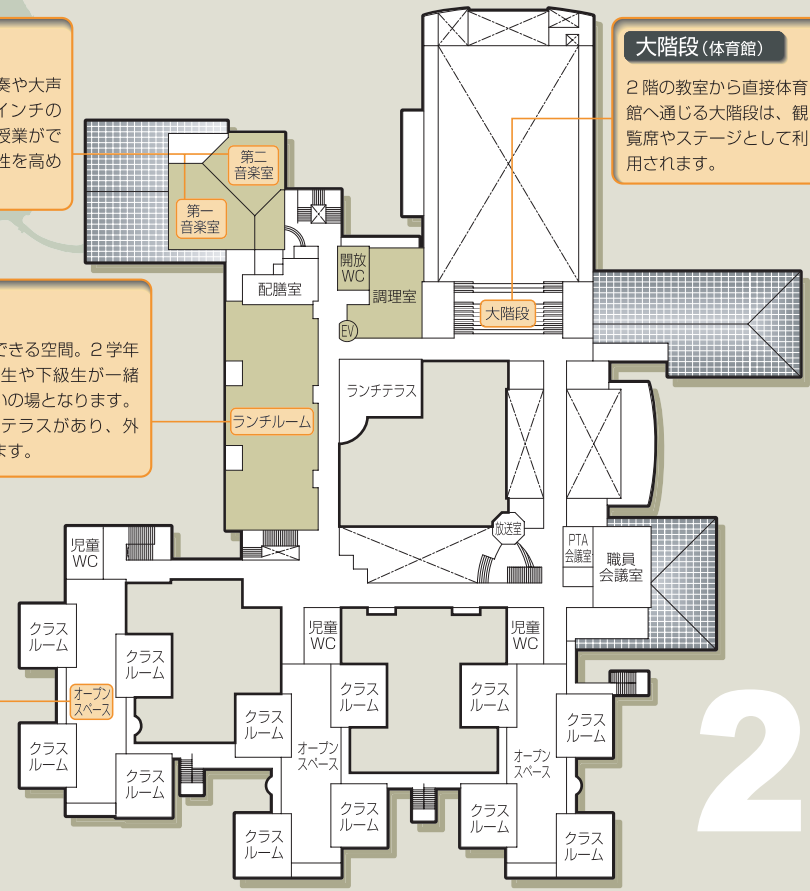 奏や大声
インチの
授業がで
性を高め
大階段(体育館)
2階の教室から直接体育
館へ通じる大階段は、観
覧席やステージとして利
用されます。
第二
音楽室
第一
音楽室
開放
WC
調理室
配膳室
EV
大階段
できる空間。2学年
生や下級生が一緒
いの場となります。
テラスがあり、外
ます。
ランチテラス
ランチルーム
放送室
PTA
会議室
職員
会議室
児童
WC
児童
WC
児童
WC
クラス
ルーム
クラス
ルーム
オープン
スペース
クラス
ルーム
クラス
ルーム
クラス
ルーム
クラス
ルーム
オープン
スペース
クラス
ルーム
クラス
ルーム
クラス
ルーム
クラス
ルーム
オープン
スペース
クラス
ルーム
クラス
ルーム
2